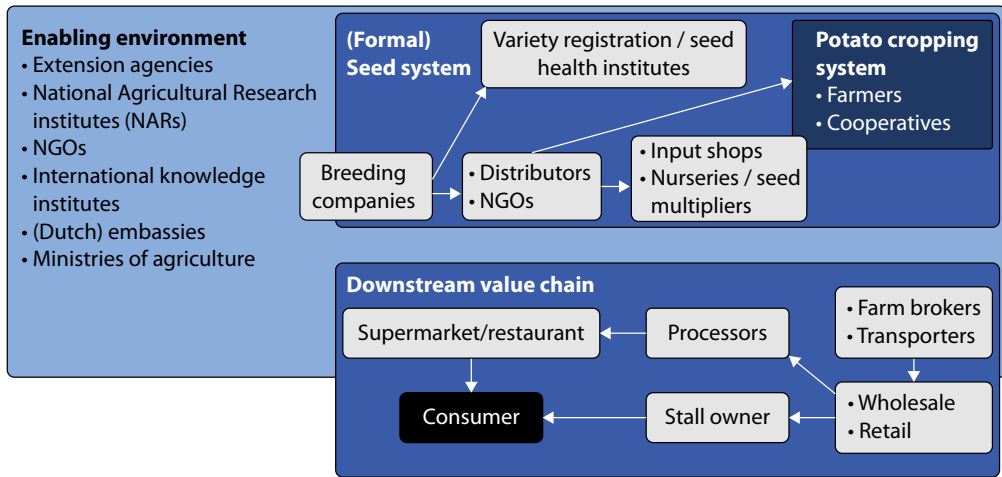 Enabling environment
• Extension agencies
• National Agricultural Research
institutes (NARs)
• NGOs
• International knowledge
institutes
• (Dutch) embassies
• Ministries of agriculture
(Formal)
Seed system
Variety registration / seed
health institutes
Potato cropping
system
• Farmers
• Cooperatives
Breeding
companies
• Distributors
• NGOs
• Input shops
• Nurseries / seed
multipliers
Downstream value chain
Supermarket/restaurant
Processors
• Farm brokers
• Transporters
Consumer
Stall owner
• Wholesale
• Retail